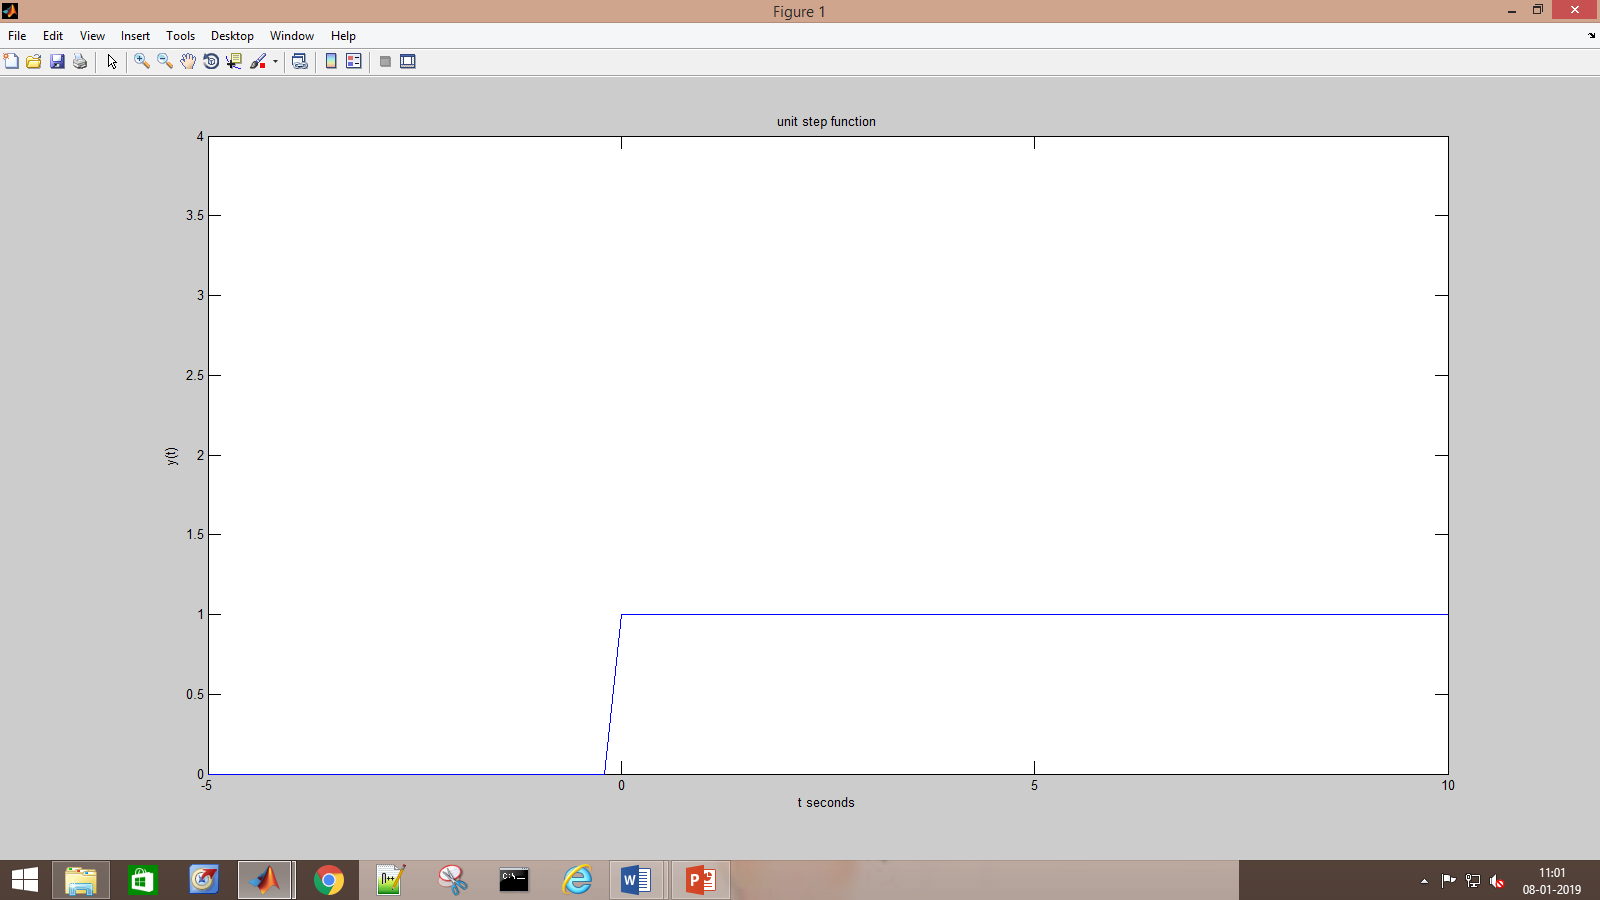 Figure 1
File Edit View Insert Tools Desktop Window Help
unit step function
4
3.5
3
2.5
y(t)
2
1.5
1
0.5
0
-5 0 5 10
t seconds
11:01
08-01-2019